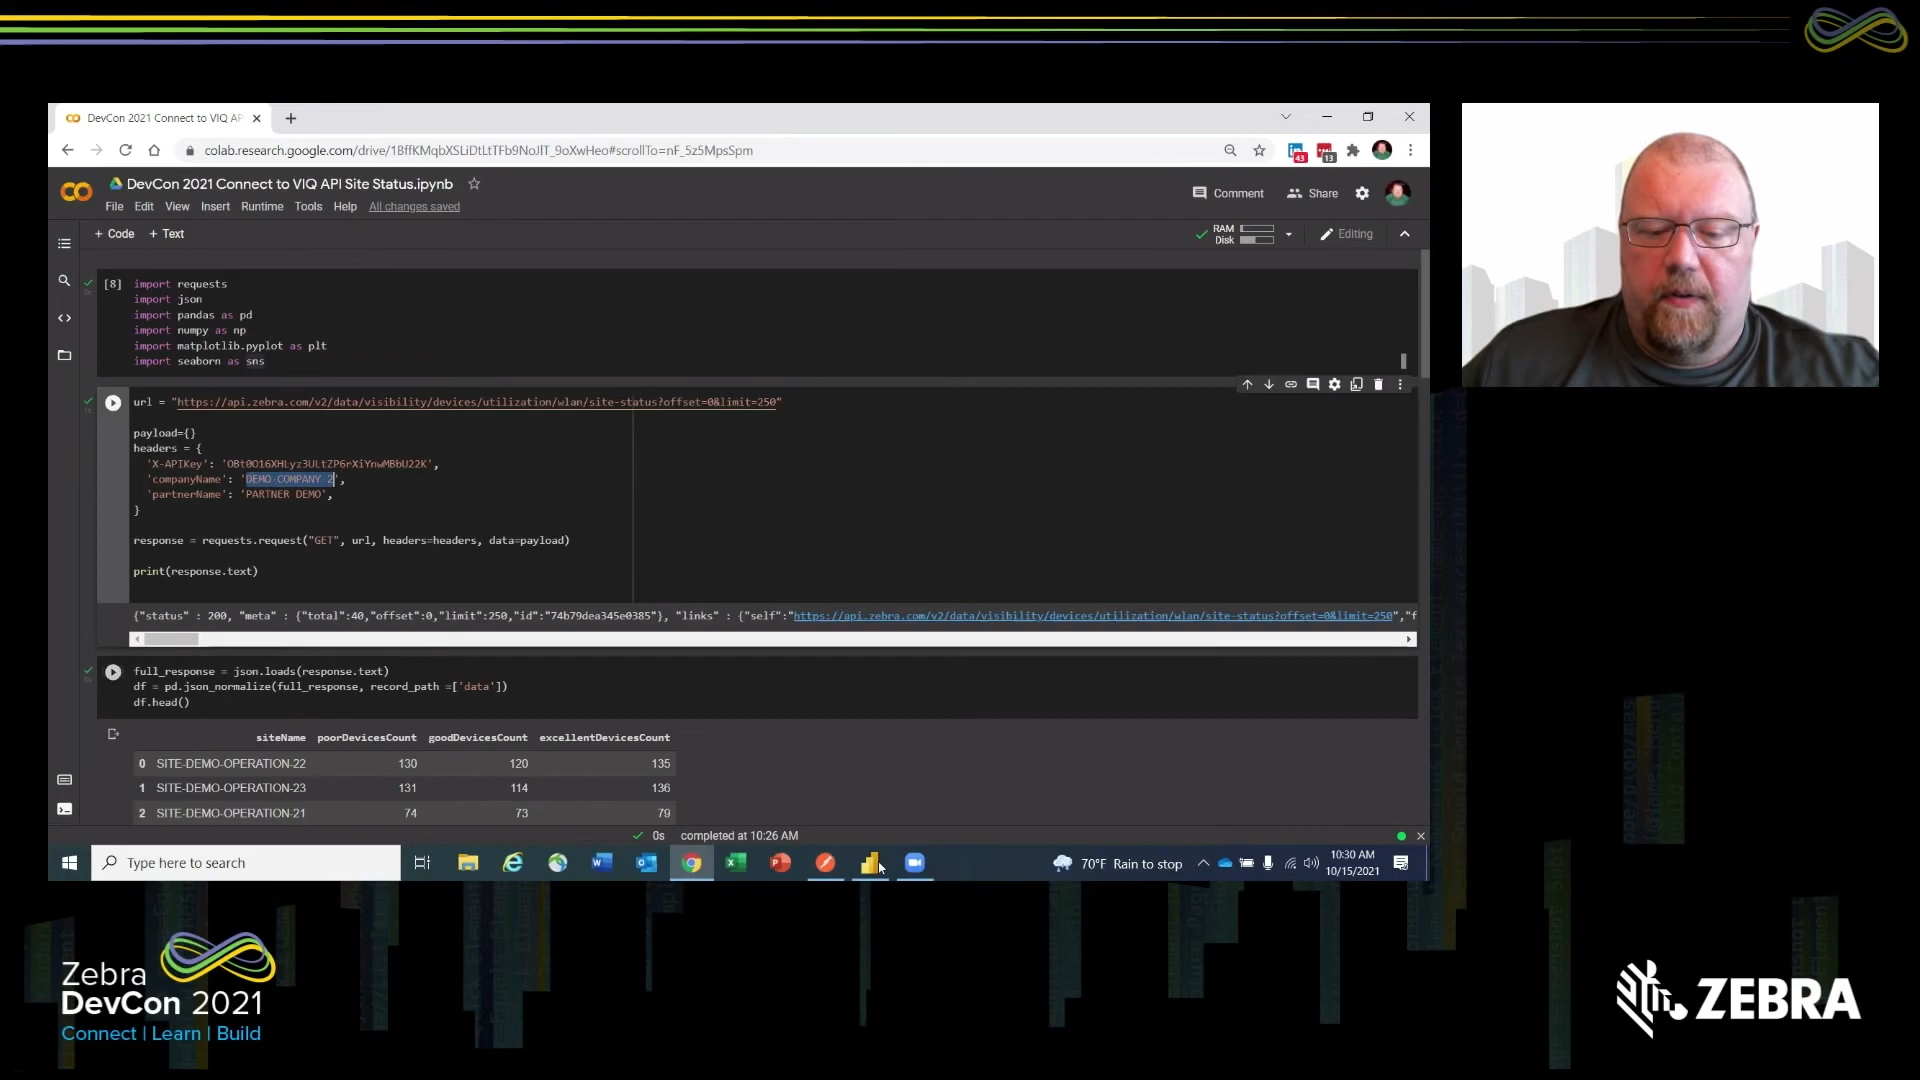 DevCon 2021 Connect to VIQ AP
colab.research.google.com/drive/1BffKMqbXSLiDtLtTFb9NoJlT_9oXwHeo#scrollTo=nF_5z5MpsSpm
43
13
DevCon 2021 Connect to VIQ API Site Status.ipynb
Comment
Share
File Edit View Insert Runtime Tools Help All changes saved
+ Code + Text
RAM
Disk
Editing
[8] import requests
import json
import pandas as pd
import numpy as np
import matplotlib.pyplot as plt
import seaborn as sns
url = "https://api.zebra.com/v2/data/visibility/devices/utilization/wlan/site-status?offset=0&limit=250"
payload={}
headers = {
'X-APIKey': 'OBt0O16XHLyz3ULtZP6rXiYnwMBbU22K',
'companyName': 'DEMO-COMPANY-2',
'partnerName': 'PARTNER DEMO',
}
response = requests.request("GET", url, headers=headers, data=payload)
print(response.text)
{"status" : 200, "meta" : {"total":40,"offset":0,"limit":250,"id":"74b79dea345e0385"}, "links" : {"self":"https://api.zebra.com/v2/data/visibility/devices/utilization/wlan/site-status?offset=0&limit=250","f
full_response = json.loads(response.text)
df = pd.json_normalize(full_response, record_path =['data'])
df.head()
siteName poorDevicesCount goodDevicesCount excellentDevicesCount
0 SITE-DEMO-OPERATION-22 130 120 135
1 SITE-DEMO-OPERATION-23 131 114 136
2 SITE-DEMO-OPERATION-21 74 73 79
0s completed at 10:26 AM
Type here to search
70°F Rain to stop
10:30 AM
10/15/2021
Zebra
DevCon 2021
Connect | Learn | Build
ZEBRA